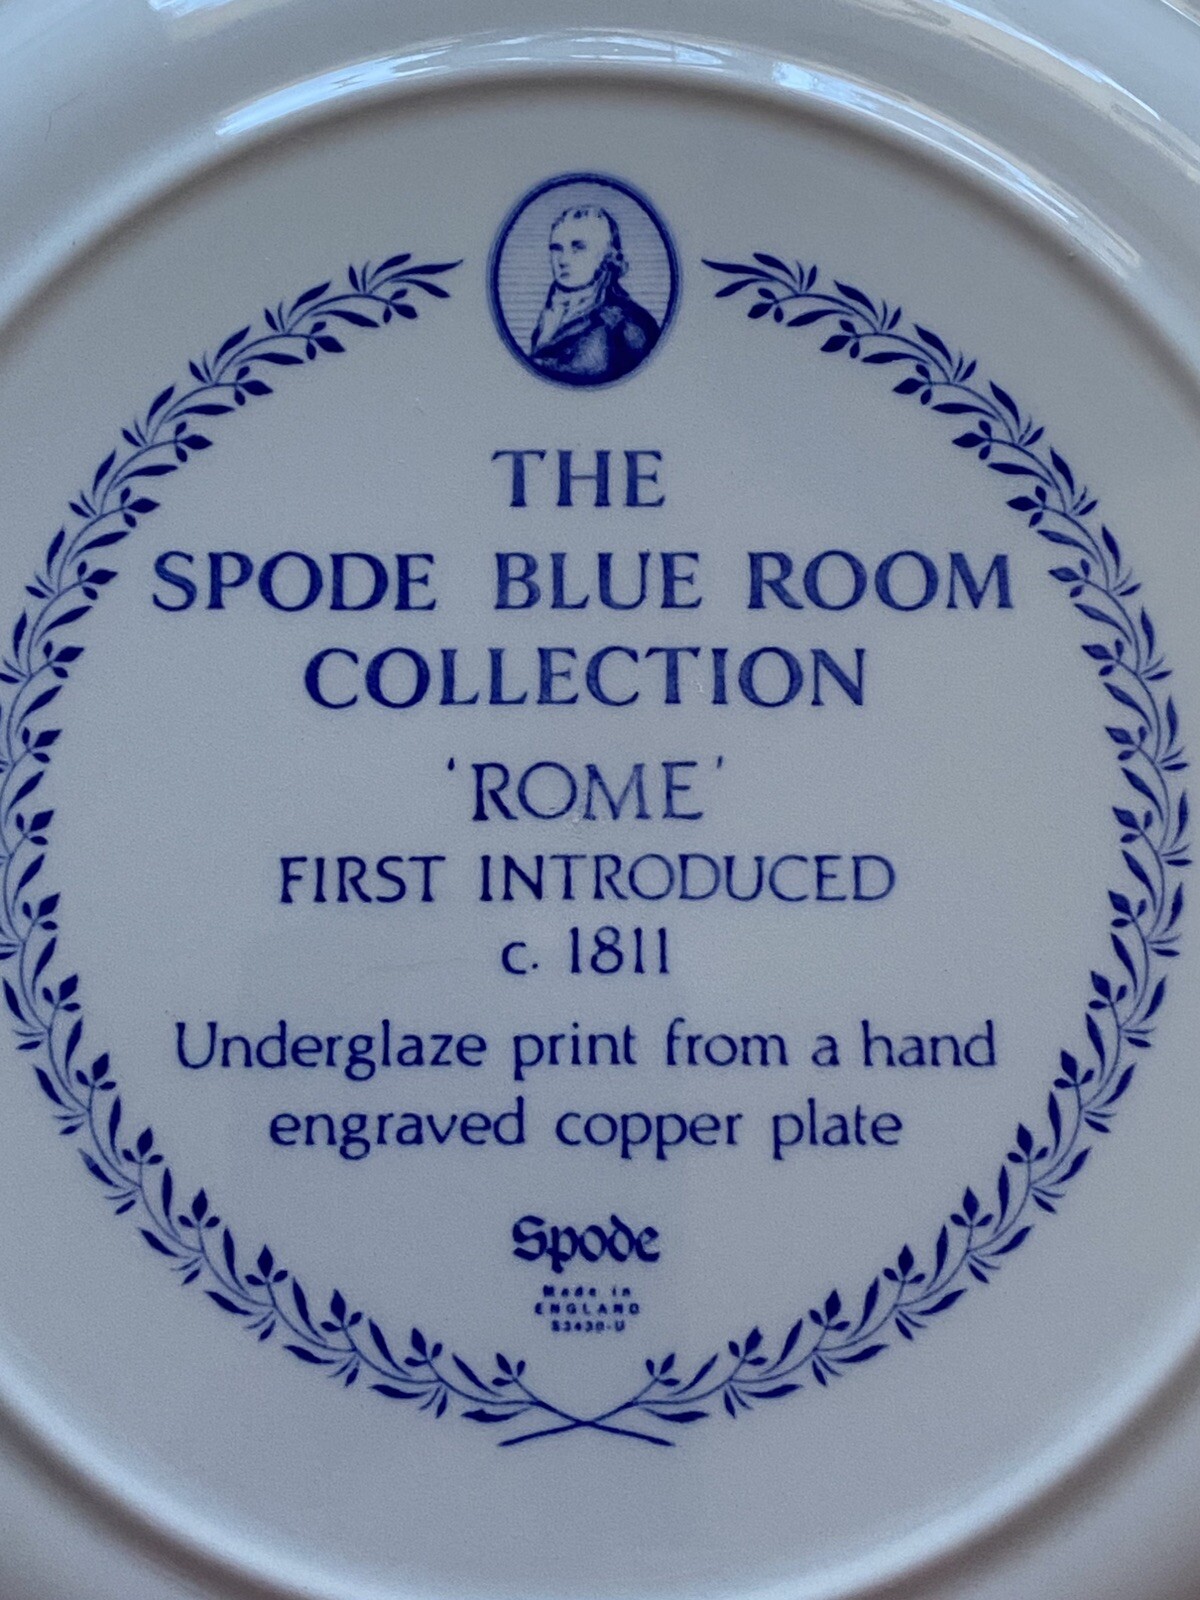 THE
SPODE BLUE ROOM
COLLECTION
'ROME'
FIRST INTRODUCED
c. 1811
Underglaze print from a hand
engraved copper plate
Spode
Made in
ENGLAND
S3430-U